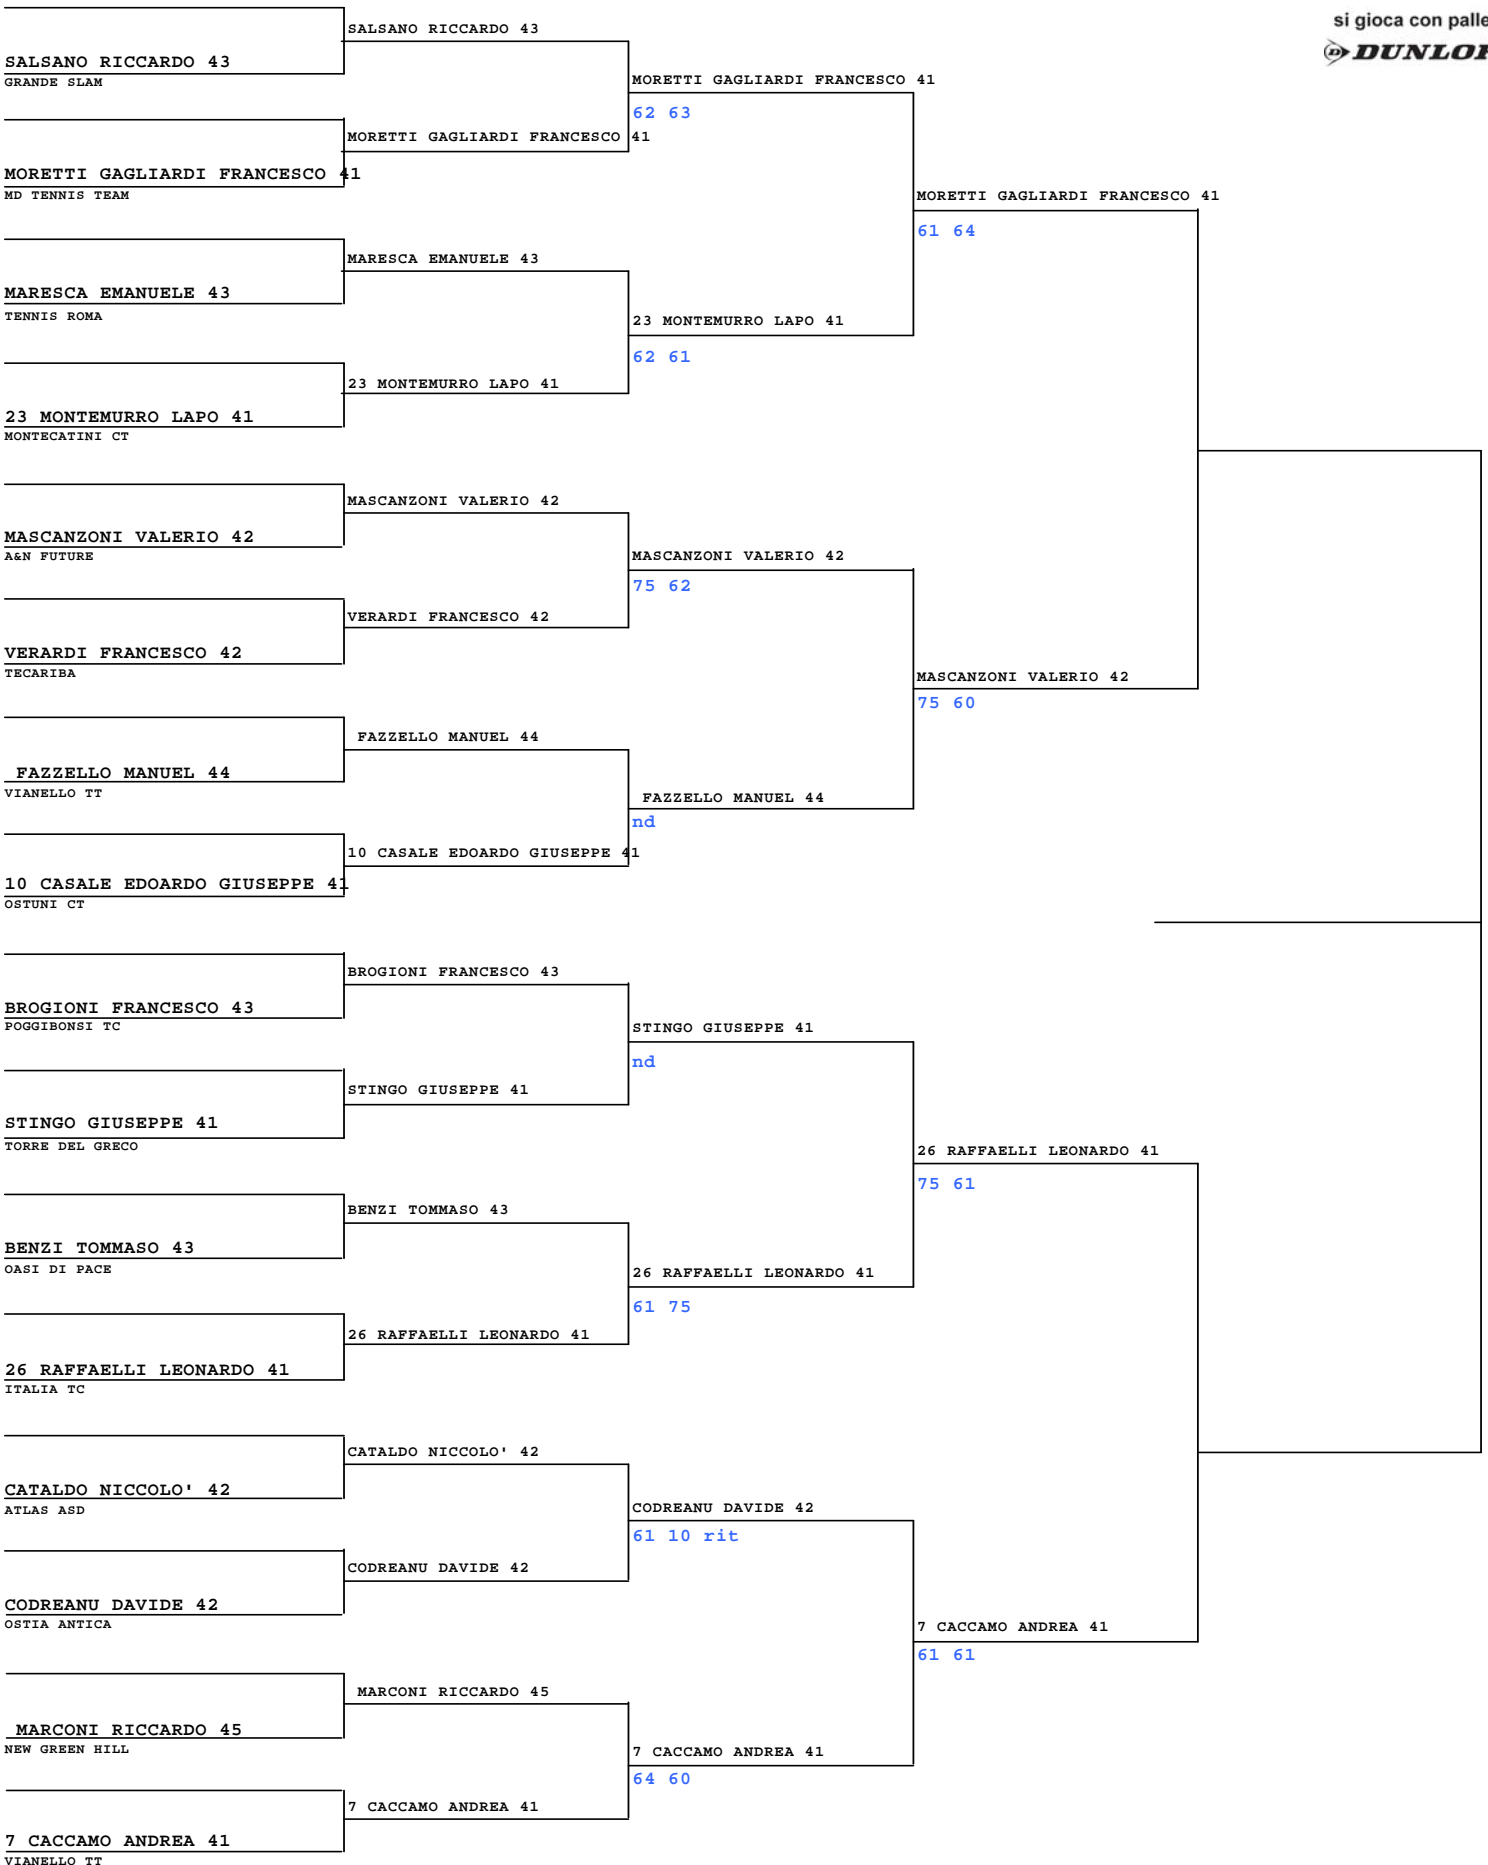 si gioca con palle
DUNLOP
SALSANO RICCARDO 43
SALSANO RICCARDO 43
GRANDE SLAM
MORETTI GAGLIARDI FRANCESCO 41
62 63
MORETTI GAGLIARDI FRANCESCO 41
MORETTI GAGLIARDI FRANCESCO 41
MD TENNIS TEAM
MORETTI GAGLIARDI FRANCESCO 41
61 64
MARESCA EMANUELE 43
MARESCA EMANUELE 43
TENNIS ROMA
23 MONTEMURRO LAPO 41
62 61
23 MONTEMURRO LAPO 41
23 MONTEMURRO LAPO 41
MONTECATINI CT
MASCANZONI VALERIO 42
MASCANZONI VALERIO 42
A&N FUTURE
MASCANZONI VALERIO 42
75 62
VERARDI FRANCESCO 42
VERARDI FRANCESCO 42
TECARIBA
MASCANZONI VALERIO 42
75 60
FAZZELLO MANUEL 44
FAZZELLO MANUEL 44
VIANELLO TT
FAZZELLO MANUEL 44
nd
10 CASALE EDOARDO GIUSEPPE 41
10 CASALE EDOARDO GIUSEPPE 41
OSTUNI CT
BROGIONI FRANCESCO 43
BROGIONI FRANCESCO 43
POGGIBONSI TC
STINGO GIUSEPPE 41
nd
STINGO GIUSEPPE 41
STINGO GIUSEPPE 41
TORRE DEL GRECO
26 RAFFAELLI LEONARDO 41
75 61
BENZI TOMMASO 43
BENZI TOMMASO 43
OASI DI PACE
26 RAFFAELLI LEONARDO 41
61 75
26 RAFFAELLI LEONARDO 41
26 RAFFAELLI LEONARDO 41
ITALIA TC
CATALDO NICCOLO' 42
CATALDO NICCOLO' 42
ATLAS ASD
CODREANU DAVIDE 42
61 10 rit
CODREANU DAVIDE 42
CODREANU DAVIDE 42
OSTIA ANTICA
7 CACCAMO ANDREA 41
61 61
MARCONI RICCARDO 45
MARCONI RICCARDO 45
NEW GREEN HILL
7 CACCAMO ANDREA 41
64 60
7 CACCAMO ANDREA 41
7 CACCAMO ANDREA 41
VIANELLO TT